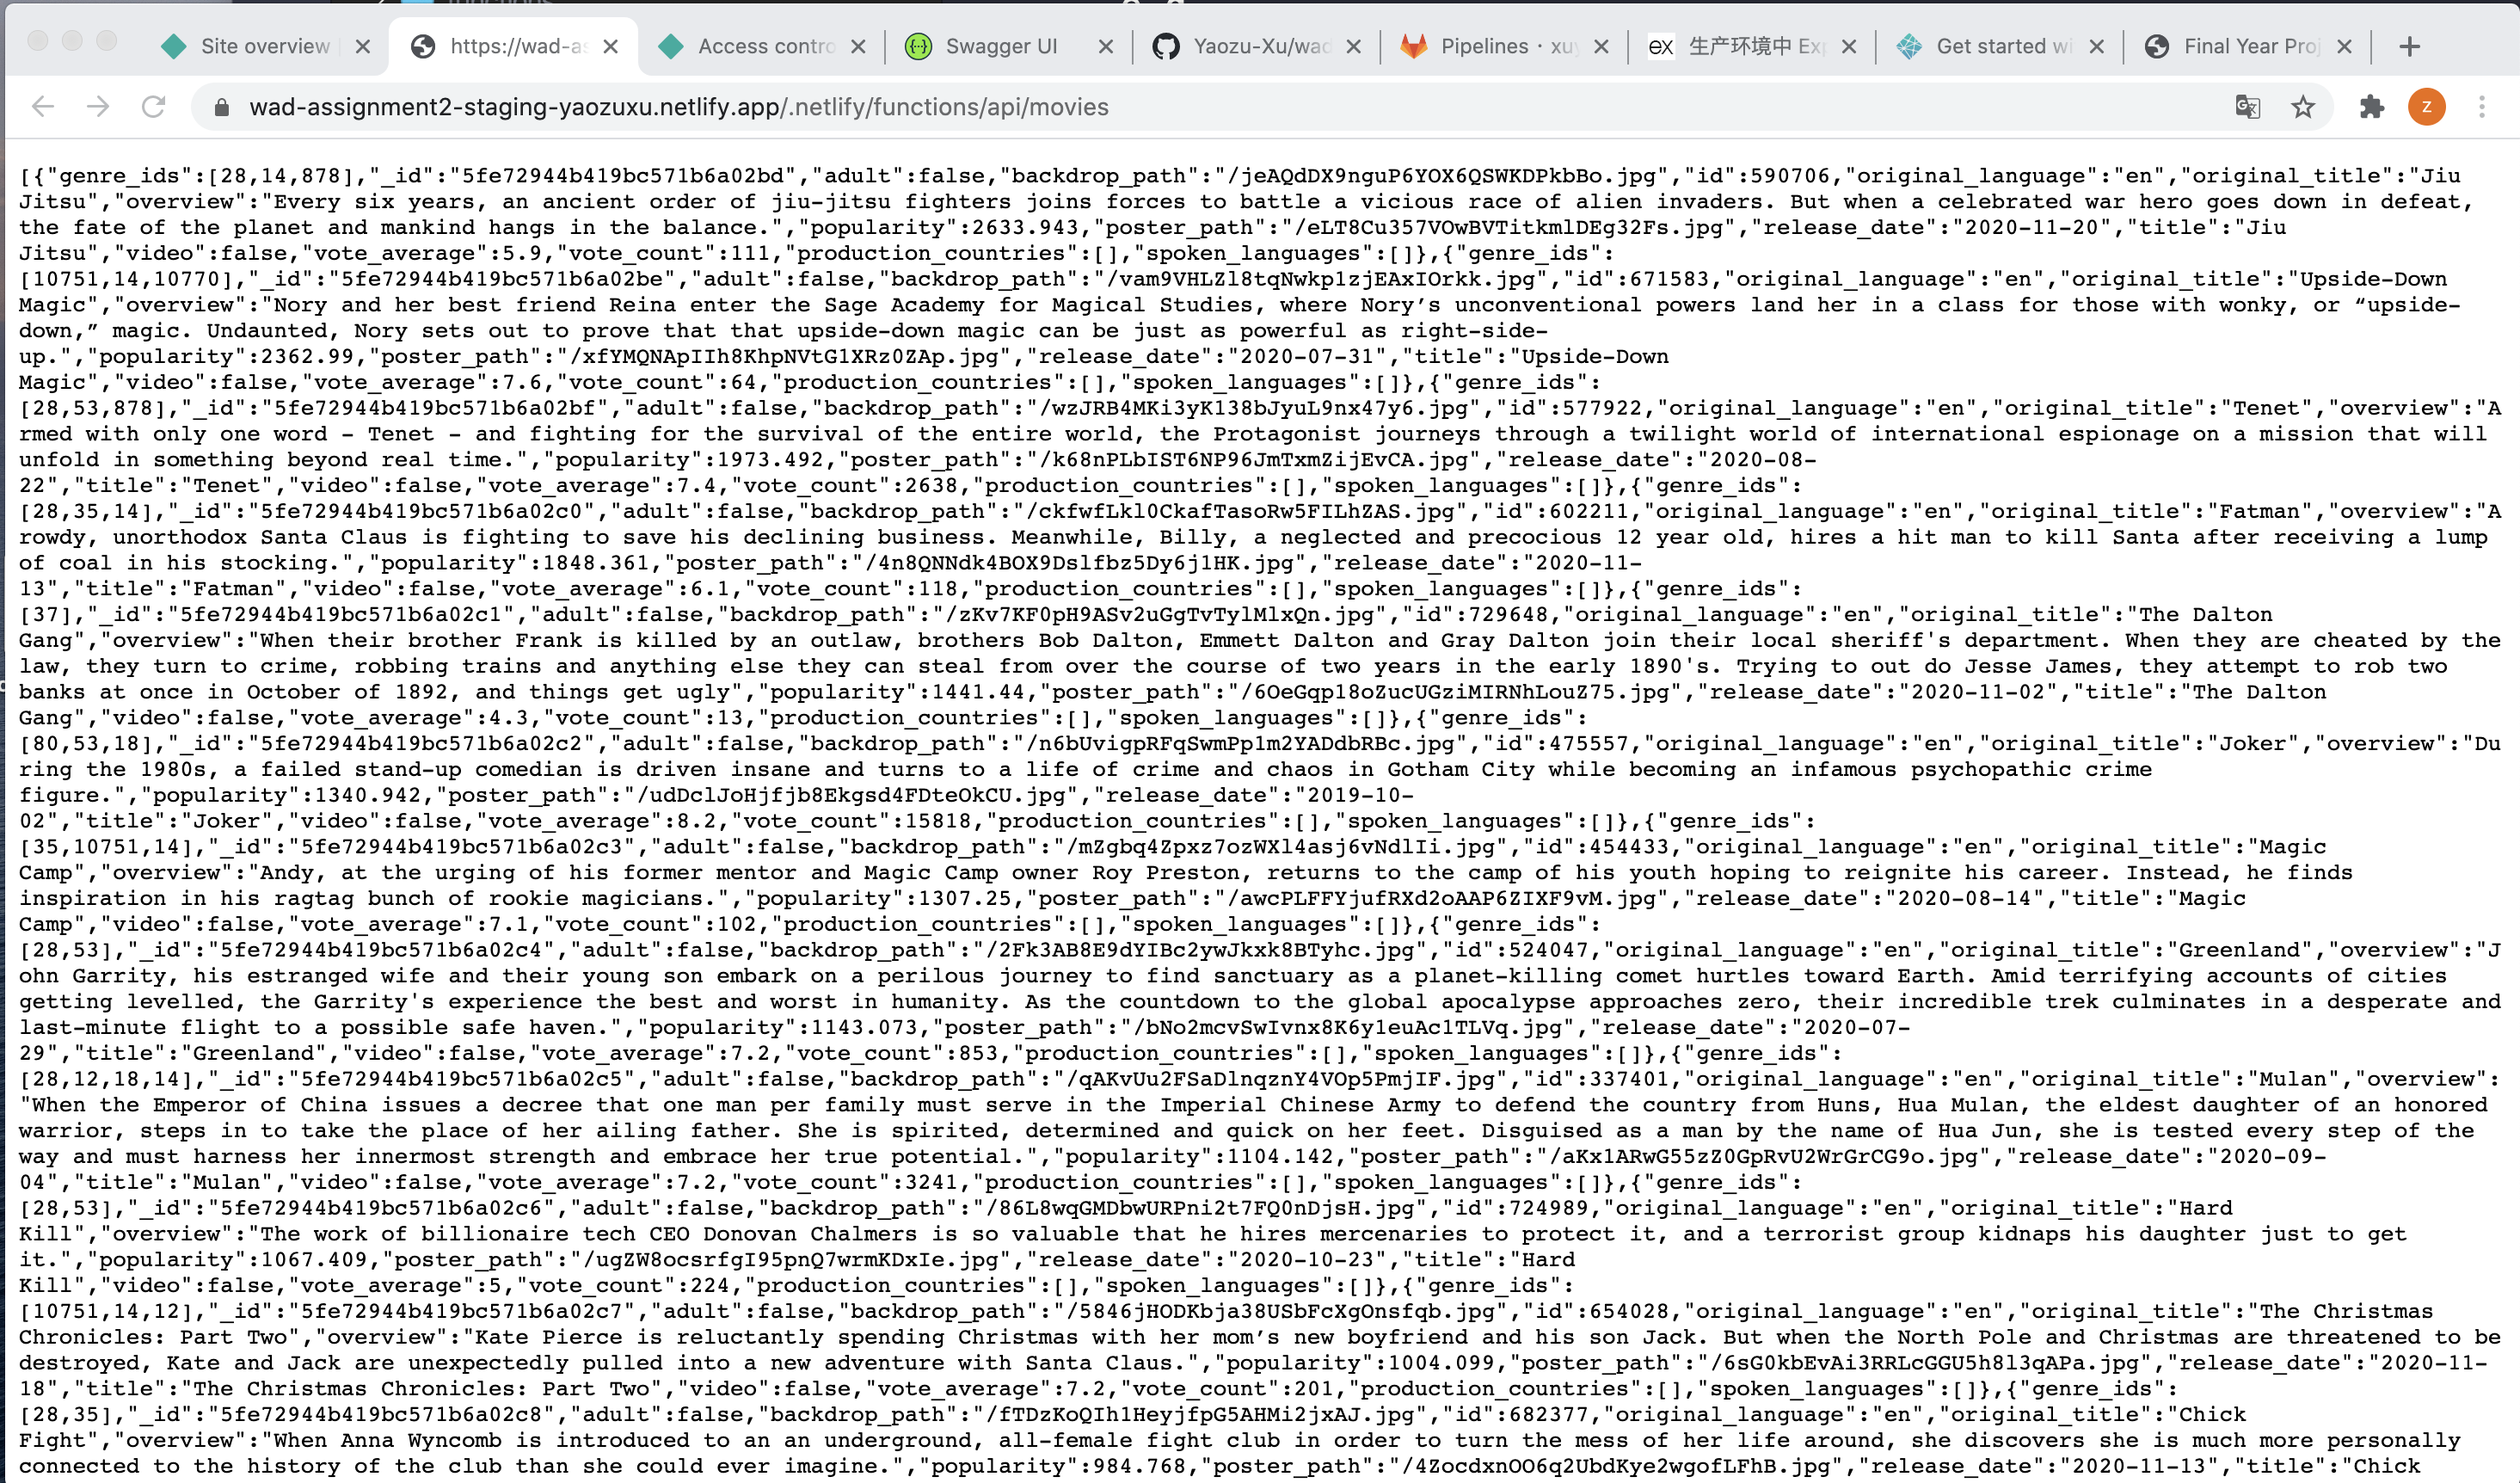 Site overview
https://wad-as
Access contro
Swagger UI
Yaozu-Xu/wad
Pipelines · xuy
ex 生产环境中 Exp
Get started wi
Final Year Proj
wad-assignment2-staging-yaozuxu.netlify.app/.netlify/functions/api/movies
Z
[{"genre_ids":[28,14,878],"_id":"5fe72944b419bc571b6a02bd","adult":false,"backdrop_path":"/jeAQdDX9nguP6YOX6QSWKDPkbBo.jpg","id":590706,"original_language":"en","original_title":"Jiu
Jitsu","overview":"Every six years, an ancient order of jiu-jitsu fighters joins forces to battle a vicious race of alien invaders. But when a celebrated war hero goes down in defeat,
the fate of the planet and mankind hangs in the balance.","popularity":2633.943,"poster_path":"/eLT8Cu357VOwBVTitkmlDEg32Fs.jpg","release_date":"2020-11-20","title":"Jiu
Jitsu","video":false,"vote_average":5.9,"vote_count":111,"production_countries":[],"spoken_languages":[]},{"genre_ids":
[10751,14,10770],"_id":"5fe72944b419bc571b6a02be","adult":false,"backdrop_path":"/vam9VHLZl8tqNwkp1zjEAxIOrkk.jpg","id":671583,"original_language":"en","original_title":"Upside-Down
Magic","overview":"Nory and her best friend Reina enter the Sage Academy for Magical Studies, where Nory’s unconventional powers land her in a class for those with wonky, or “upside-
down,” magic. Undaunted, Nory sets out to prove that that upside-down magic can be just as powerful as right-side-
up.","popularity":2362.99,"poster_path":"/xfYMQNApIIh8KhpNVtG1XRz0ZAp.jpg","release_date":"2020-07-31","title":"Upside-Down
Magic","video":false,"vote_average":7.6,"vote_count":64,"production_countries":[],"spoken_languages":[]},{"genre_ids":
[28,53,878],"_id":"5fe72944b419bc571b6a02bf","adult":false,"backdrop_path":"/wzJRB4MKi3yK138bJyuL9nx47y6.jpg","id":577922,"original_language":"en","original_title":"Tenet","overview":"A
rmed with only one word - Tenet - and fighting for the survival of the entire world, the Protagonist journeys through a twilight world of international espionage on a mission that will
unfold in something beyond real time.","popularity":1973.492,"poster_path":"/k68nPLbIST6NP96JmTxmZijEvCA.jpg","release_date":"2020-08-
22","title":"Tenet","video":false,"vote_average":7.4,"vote_count":2638,"production_countries":[],"spoken_languages":[]},{"genre_ids":
[28,35,14],"_id":"5fe72944b419bc571b6a02c0","adult":false,"backdrop_path":"/ckfwfLkl0CkafTasoRw5FILhZAS.jpg","id":602211,"original_language":"en","original_title":"Fatman","overview":"A
rowdy, unorthodox Santa Claus is fighting to save his declining business. Meanwhile, Billy, a neglected and precocious 12 year old, hires a hit man to kill Santa after receiving a lump
of coal in his stocking.","popularity":1848.361,"poster_path":"/4n8QNNdk4BOX9Dslfbz5Dy6j1HK.jpg","release_date":"2020-11-
13","title":"Fatman","video":false,"vote_average":6.1,"vote_count":118,"production_countries":[],"spoken_languages":[]},{"genre_ids":
[37],"_id":"5fe72944b419bc571b6a02c1","adult":false,"backdrop_path":"/zKv7KF0pH9ASv2uGgTvTylMlxQn.jpg","id":729648,"original_language":"en","original_title":"The Dalton
Gang","overview":"When their brother Frank is killed by an outlaw, brothers Bob Dalton, Emmett Dalton and Gray Dalton join their local sheriff's department. When they are cheated by the
law, they turn to crime, robbing trains and anything else they can steal from over the course of two years in the early 1890's. Trying to out do Jesse James, they attempt to rob two
banks at once in October of 1892, and things get ugly","popularity":1441.44,"poster_path":"/6OeGqp18oZucUGziMIRNhLouZ75.jpg","release_date":"2020-11-02","title":"The Dalton
Gang","video":false,"vote_average":4.3,"vote_count":13,"production_countries":[],"spoken_languages":[]},{"genre_ids":
[80,53,18],"_id":"5fe72944b419bc571b6a02c2","adult":false,"backdrop_path":"/n6bUvigpRFqSwmPp1m2YADdbRBc.jpg","id":475557,"original_language":"en","original_title":"Joker","overview":"Du
ring the 1980s, a failed stand-up comedian is driven insane and turns to a life of crime and chaos in Gotham City while becoming an infamous psychopathic crime
figure.","popularity":1340.942,"poster_path":"/udDclJoHjfjb8Ekgsd4FDteOkCU.jpg","release_date":"2019-10-
02","title":"Joker","video":false,"vote_average":8.2,"vote_count":15818,"production_countries":[],"spoken_languages":[]},{"genre_ids":
[35,10751,14],"_id":"5fe72944b419bc571b6a02c3","adult":false,"backdrop_path":"/mZgbq4Zpxz7ozWXl4asj6vNdlIi.jpg","id":454433,"original_language":"en","original_title":"Magic
Camp","overview":"Andy, at the urging of his former mentor and Magic Camp owner Roy Preston, returns to the camp of his youth hoping to reignite his career. Instead, he finds
inspiration in his ragtag bunch of rookie magicians.","popularity":1307.25,"poster_path":"/awcPLFFYjufRXd2oAAP6ZIXF9vM.jpg","release_date":"2020-08-14","title":"Magic
Camp","video":false,"vote_average":7.1,"vote_count":102,"production_countries":[],"spoken_languages":[]},{"genre_ids":
[28,53],"_id":"5fe72944b419bc571b6a02c4","adult":false,"backdrop_path":"/2Fk3AB8E9dYIBc2ywJkxk8BTyhc.jpg","id":524047,"original_language":"en","original_title":"Greenland","overview":"J
ohn Garrity, his estranged wife and their young son embark on a perilous journey to find sanctuary as a planet-killing comet hurtles toward Earth. Amid terrifying accounts of cities
getting levelled, the Garrity's experience the best and worst in humanity. As the countdown to the global apocalypse approaches zero, their incredible trek culminates in a desperate and
last-minute flight to a possible safe haven.","popularity":1143.073,"poster_path":"/bNo2mcvSwIvnx8K6y1euAc1TLVq.jpg","release_date":"2020-07-
29","title":"Greenland","video":false,"vote_average":7.2,"vote_count":853,"production_countries":[],"spoken_languages":[]},{"genre_ids":
[28,12,18,14],"_id":"5fe72944b419bc571b6a02c5","adult":false,"backdrop_path":"/qAKvUu2FSaDlnqznY4VOp5PmjIF.jpg","id":337401,"original_language":"en","original_title":"Mulan","overview":
"When the Emperor of China issues a decree that one man per family must serve in the Imperial Chinese Army to defend the country from Huns, Hua Mulan, the eldest daughter of an honored
warrior, steps in to take the place of her ailing father. She is spirited, determined and quick on her feet. Disguised as a man by the name of Hua Jun, she is tested every step of the
way and must harness her innermost strength and embrace her true potential.","popularity":1104.142,"poster_path":"/aKx1ARwG55zZ0GpRvU2WrGrCG9o.jpg","release_date":"2020-09-
04","title":"Mulan","video":false,"vote_average":7.2,"vote_count":3241,"production_countries":[],"spoken_languages":[]},{"genre_ids":
[28,53],"_id":"5fe72944b419bc571b6a02c6","adult":false,"backdrop_path":"/86L8wqGMDbwURPni2t7FQ0nDjsH.jpg","id":724989,"original_language":"en","original_title":"Hard
Kill","overview":"The work of billionaire tech CEO Donovan Chalmers is so valuable that he hires mercenaries to protect it, and a terrorist group kidnaps his daughter just to get
it.","popularity":1067.409,"poster_path":"/ugZW8ocsrfgI95pnQ7wrmKDxIe.jpg","release_date":"2020-10-23","title":"Hard
Kill","video":false,"vote_average":5,"vote_count":224,"production_countries":[],"spoken_languages":[]},{"genre_ids":
[10751,14,12],"_id":"5fe72944b419bc571b6a02c7","adult":false,"backdrop_path":"/5846jHODKbja38USbFcXgOnsfqb.jpg","id":654028,"original_language":"en","original_title":"The Christmas
Chronicles: Part Two","overview":"Kate Pierce is reluctantly spending Christmas with her mom’s new boyfriend and his son Jack. But when the North Pole and Christmas are threatened to be
destroyed, Kate and Jack are unexpectedly pulled into a new adventure with Santa Claus.","popularity":1004.099,"poster_path":"/6sG0kbEvAi3RRLcGGU5h8l3qAPa.jpg","release_date":"2020-11-
18","title":"The Christmas Chronicles: Part Two","video":false,"vote_average":7.2,"vote_count":201,"production_countries":[],"spoken_languages":[]},{"genre_ids":
[28,35],"_id":"5fe72944b419bc571b6a02c8","adult":false,"backdrop_path":"/fTDzKoQIh1HeyjfpG5AHMi2jxAJ.jpg","id":682377,"original_language":"en","original_title":"Chick
Fight","overview":"When Anna Wyncomb is introduced to an an underground, all-female fight club in order to turn the mess of her life around, she discovers she is much more personally
connected to the history of the club than she could ever imagine.","popularity":984.768,"poster_path":"/4ZocdxnOO6q2UbdKye2wgofLFhB.jpg","release_date":"2020-11-13","title":"Chick